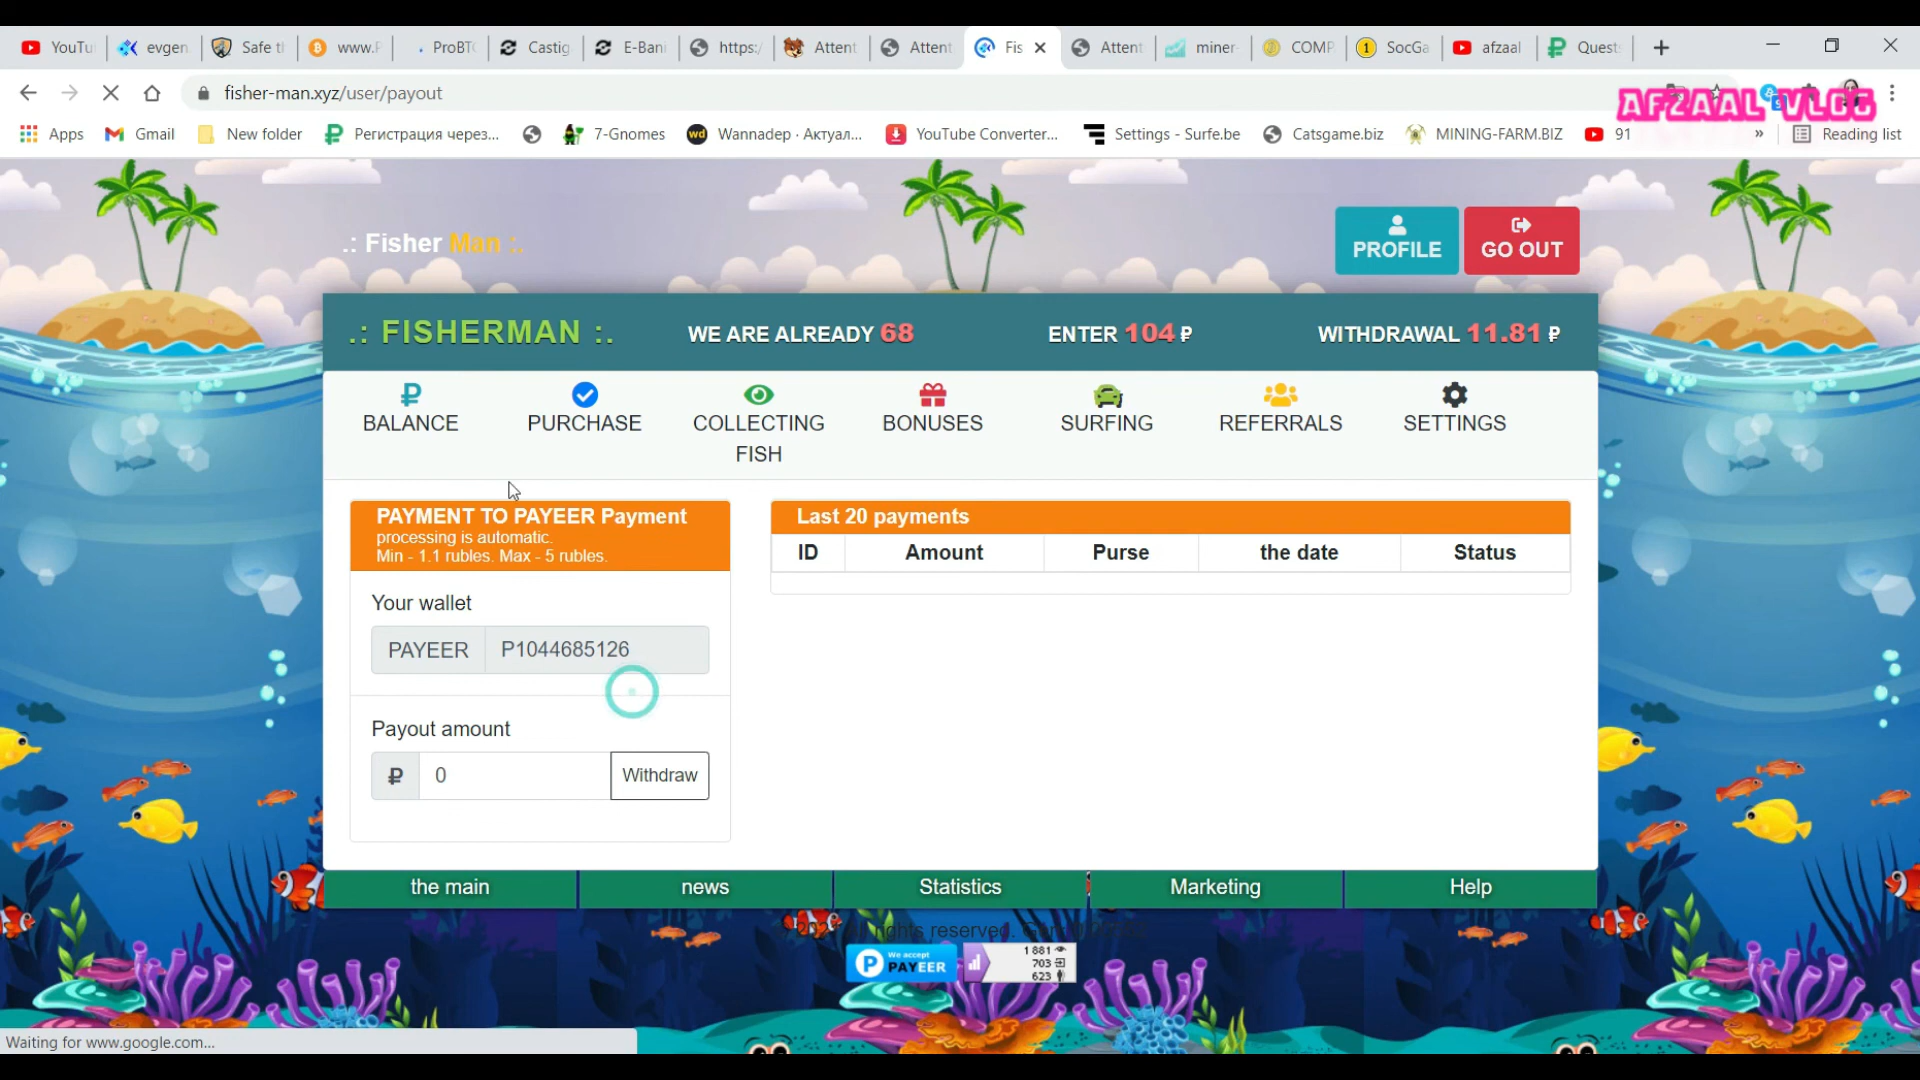 YouTu
evgen
Safe t
www.F
ProBT
Castig
E-Ban
https:/
Attent
Attent
Fis
Attent
miner-
COMP
SocGa
afzaal
Quest
fisher-man.xyz/user/payout
AFZAAL VLOG
Apps
Gmail
New folder
Регистрация через...
7-Gnomes
Wannadep · Актуал...
YouTube Converter...
Settings - Surfe.be
Catsgame.biz
MINING-FARM.BIZ
91
»
Reading list
.: Fisher Man :.
PROFILE
GO OUT
.: FISHERMAN :.
WE ARE ALREADY 68
ENTER 104 ₽
WITHDRAWAL 11.81 ₽
BALANCE
PURCHASE
COLLECTING
FISH
BONUSES
SURFING
REFERRALS
SETTINGS
PAYMENT TO PAYEER Payment
processing is automatic.
Min - 1.1 rubles. Max - 5 rubles.
Your wallet
PAYEER P1044685126
Payout amount
₽ 0 Withdraw
Last 20 payments
ID Amount Purse the date Status
the main
news
Statistics
Marketing
Help
rights reserved.
We accept
PAYEER
1 881
703
623
Waiting for www.google.com...